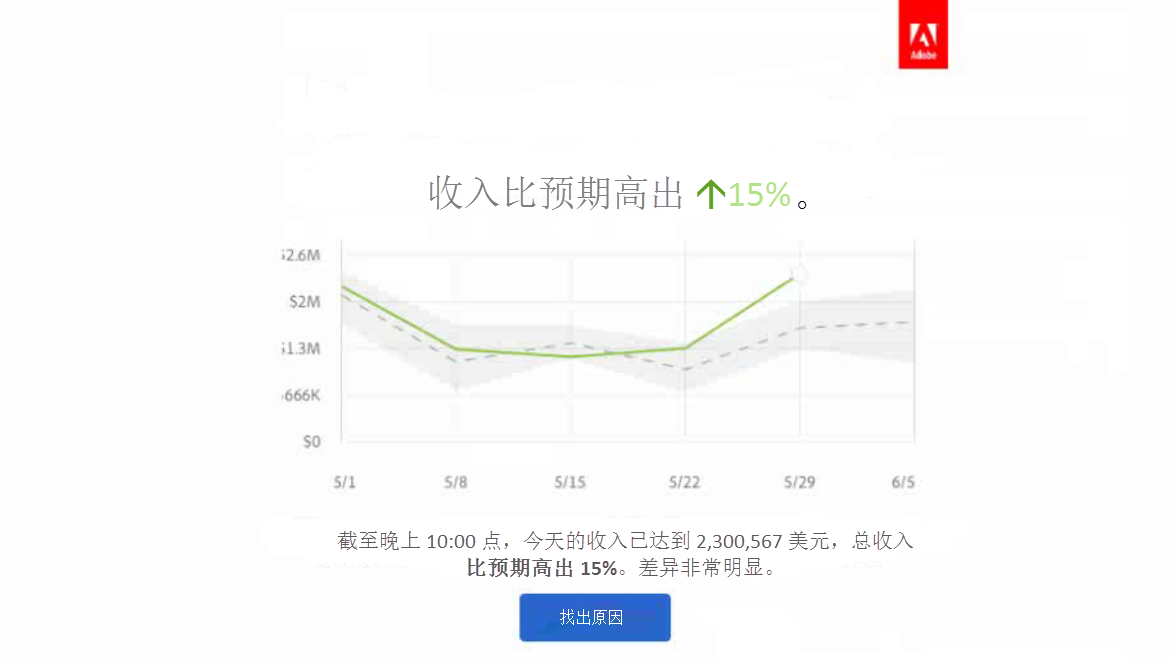 Adobe
收入比预期高出 ↑15%。
$2.6M
$2M
$1.3M
$666K
$0
5/1 5/8 5/15 5/22 5/29 6/5
截至晚上 10:00 点，今天的收入已达到 2,300,567 美元，总收入
比预期高出 15%。差异非常明显。
找出原因